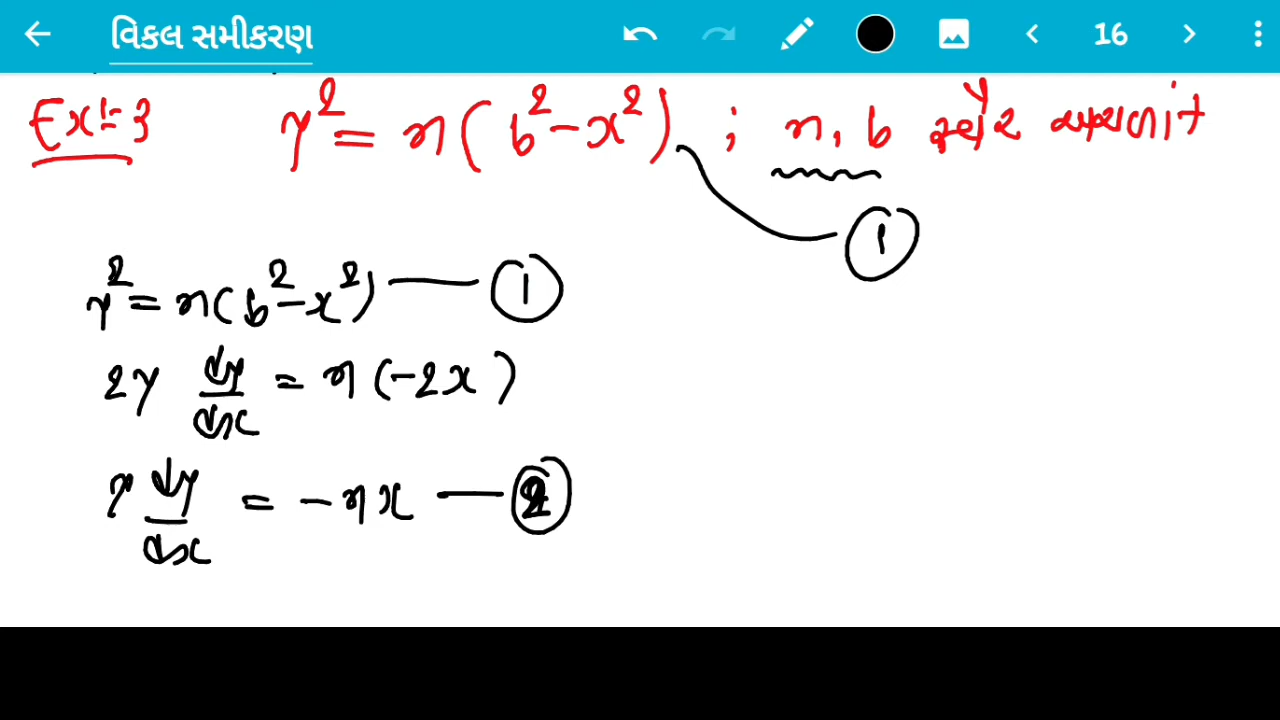 વિકલ સમીકરણ 16
Ex:-3 y² = n(b² - x²) ; n, b સ્વૈર અચળાંક
①
y² = n(b² - x²) — ①
2y dy/dx = n(-2x)
y dy/dx = -nx — ②